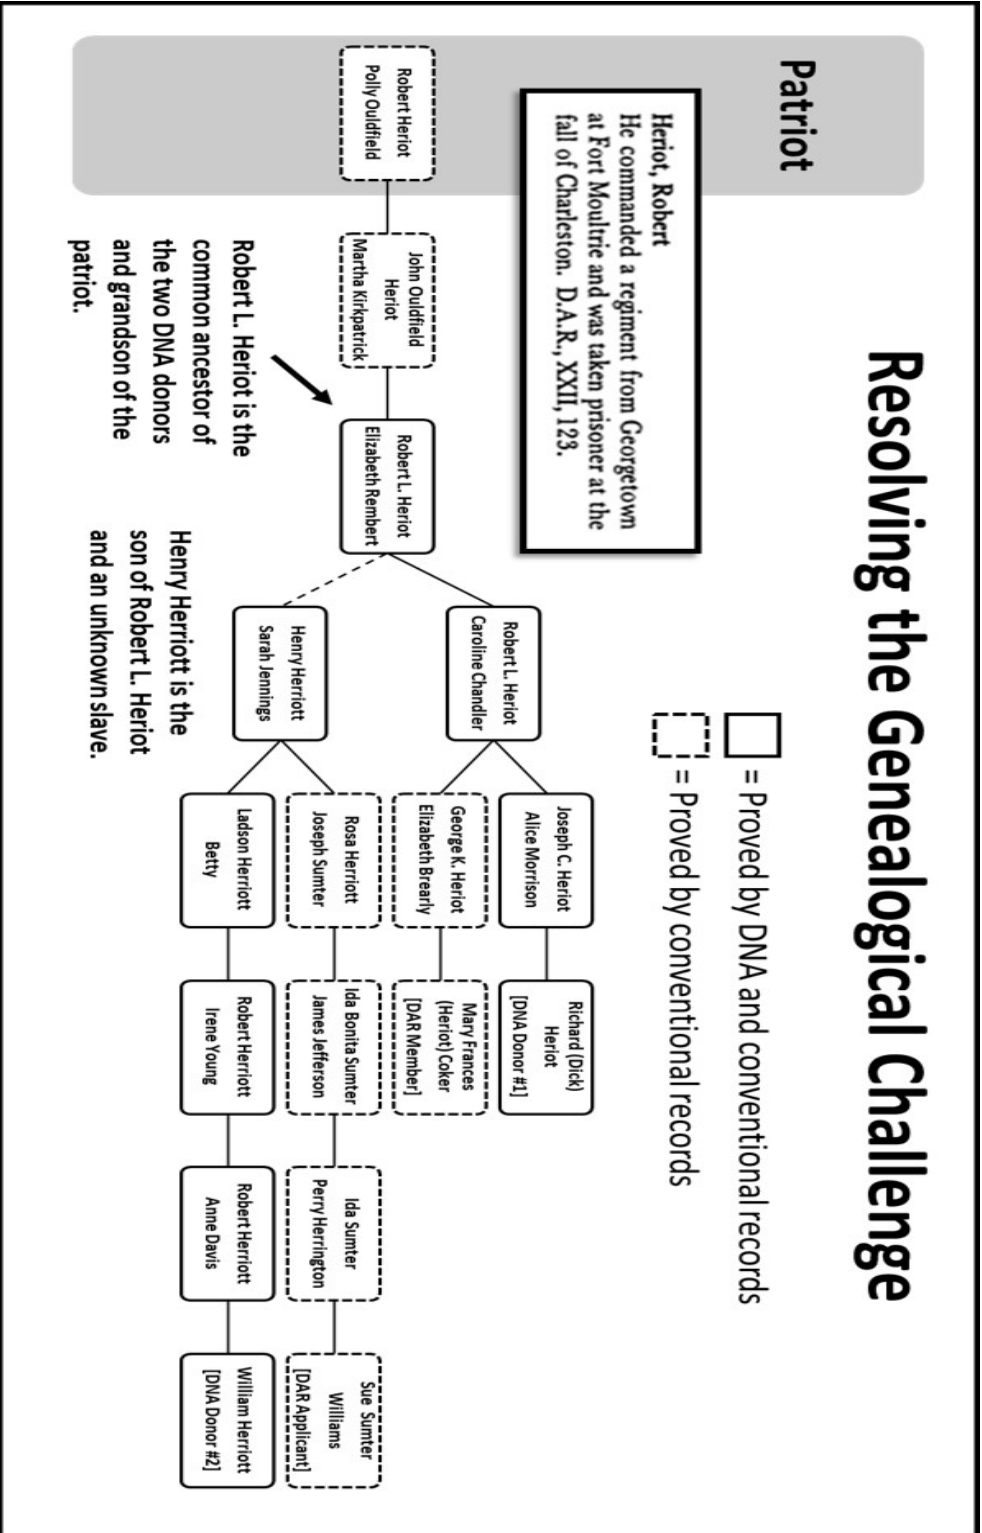 Resolving the Genealogical Challenge
Patriot
Heriot, Robert
He commanded a regiment from Georgetown
at Fort Moultrie and was taken prisoner at the
fall of Charleston. D.A.R., XXII, 123.
= Proved by DNA and conventional records
= Proved by conventional records
Robert Heriot
Polly Ouldfield
John Ouldfield
Heriot
Martha Kirkpatrick
Robert L. Heriot
Elizabeth Rembert
Robert L. Heriot
Caroline Chandler
Henry Herriott
Sarah Jennings
Joseph C. Heriot
Alice Morrison
Richard (Dick)
Heriot
[DNA Donor #1]
George K. Heriot
Elizabeth Brearly
Mary Frances
(Heriot) Coker
[DAR Member]
Rosa Herriott
Joseph Sumter
Ida Bonita Sumter
James Jefferson
Ida Sumter
Perry Herrington
Sue Sumter
Williams
[DAR Applicant]
Ladson Herriott
Betty
Robert Herriott
Irene Young
Robert Herriott
Anne Davis
William Herriott
[DNA Donor #2]
Robert L. Heriot is the
common ancestor of
the two DNA donors
and grandson of the
patriot.
Henry Herriott is the
son of Robert L. Heriot
and an unknown slave.